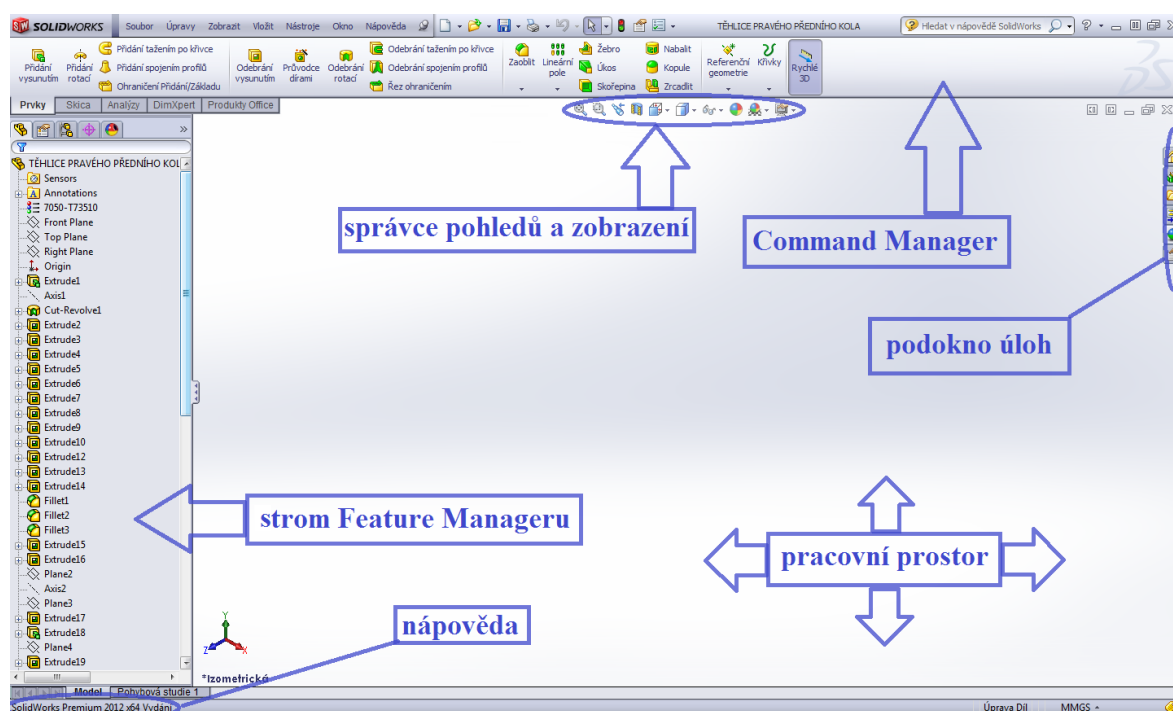 SOLIDWORKS Soubor Úpravy Zobrazit Vložit Nástroje Okno Nápověda TĚHLICE PRAVÉHO PŘEDNÍHO KOLA Hledat v nápovědě SolidWorks
Přidání vysunutím
Přidání rotací
Přidání tažením po křivce
Přidání spojením profilů
Ohraničení Přidání/Základu
Odebrání vysunutím
Průvodce dírami
Odebrání rotací
Odebrání tažením po křivce
Odebrání spojením profilů
Řez ohraničením
Zaoblit
Lineární pole
Žebro
Úkos
Skořepina
Nabalit
Kopule
Zrcadlit
Referenční geometrie
Křivky
Rychlé 3D
Prvky Skica Analýzy DimXpert Produkty Office
TĚHLICE PRAVÉHO PŘEDNÍHO KOL
Sensors
Annotations
7050-T73510
Front Plane
Top Plane
Right Plane
Origin
Extrude1
Axis1
Cut-Revolve1
Extrude2
Extrude3
Extrude4
Extrude5
Extrude6
Extrude7
Extrude8
Extrude9
Extrude10
Extrude12
Extrude13
Extrude14
Fillet1
Fillet2
Fillet3
Extrude15
Extrude16
Plane2
Axis2
Plane3
Extrude17
Extrude18
Plane4
Extrude19
správce pohledů a zobrazení
Command Manager
podokno úloh
strom Feature Manageru
pracovní prostor
nápověda
Y
Z X
*Izometrická
Model Pohybová studie 1
SolidWorks Premium 2012 x64 Vydání Úprava Díl MMGS